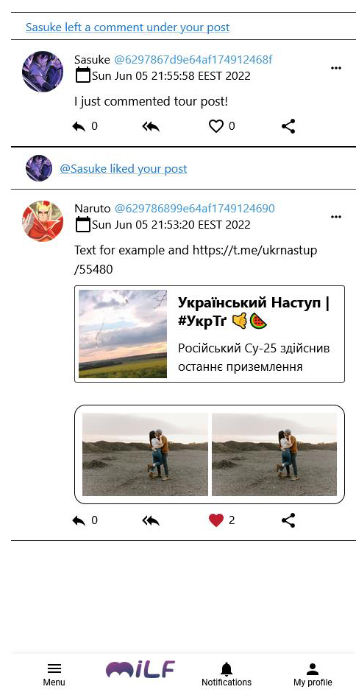 Sasuke left a comment under your post
Sasuke @6297867d9e64af174912468f
Sun Jun 05 21:55:58 EEST 2022
I just commented tour post!
0
0
@Sasuke liked your post
Naruto @629786899e64af1749124690
Sun Jun 05 21:53:20 EEST 2022
Text for example and https://t.me/ukrnastup
/55480
Український Наступ |
#УкрТг 🤙🍉
Російський Су-25 здійснив
останнє приземлення
0
2
Menu
MiLF
Notifications
My profile